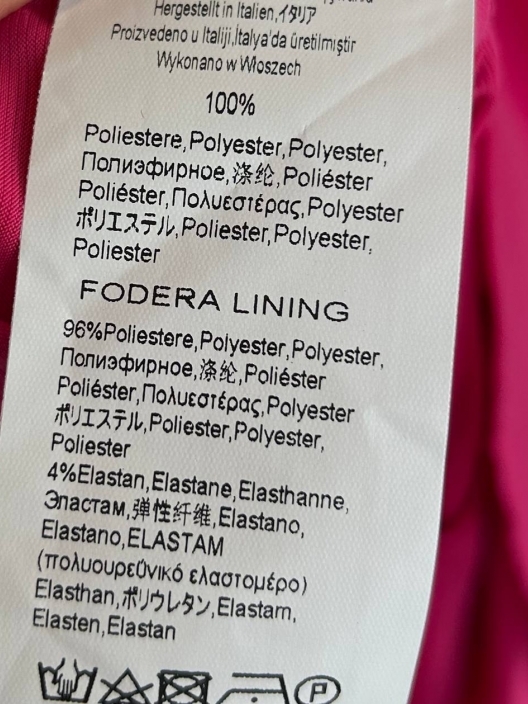 Hergestellt in Italien,イタリア
Proizvedeno u Italiji,İtalya'da üretilmiştir
Wykonano w Włoszech
100%
Poliestere,Polyester,Polyester,
Полиэфирное,涤纶,Poliéster
Poliéster,Πολυεστέρας,Polyester
ポリエステル,Poliester,Polyester,
Poliester
FODERA LINING
96%Poliestere,Polyester,Polyester,
Полиэфирное,涤纶,Poliéster
Poliéster,Πολυεστέρας,Polyester
ポリエステル,Poliester,Polyester,
Poliester
4%Elastan,Elastane,Elasthanne,
Эластам,弹性纤维,Elastano,
Elastano,ELASTAM
(πολυουρεϋνικό ελαστομέρο)
Elasthan,ポリウレタン,Elastam,
Elasten,Elastan
P